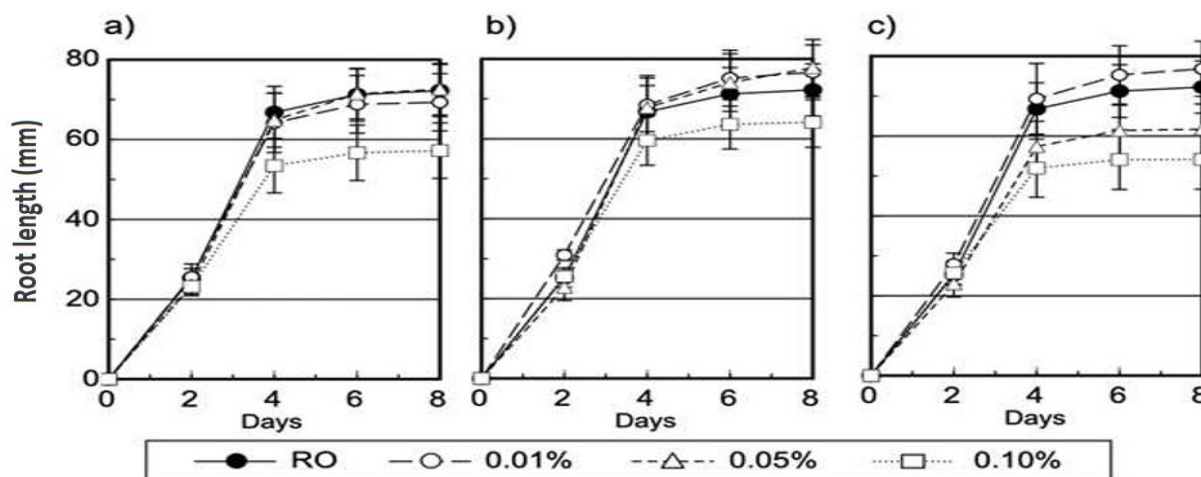 a) b) c)
Root length (mm)
80
60
40
20
0
0 2 4 6 8 0 2 4 6 8 0 2 4 6 8
Days Days Days
RO 0.01% 0.05% 0.10%